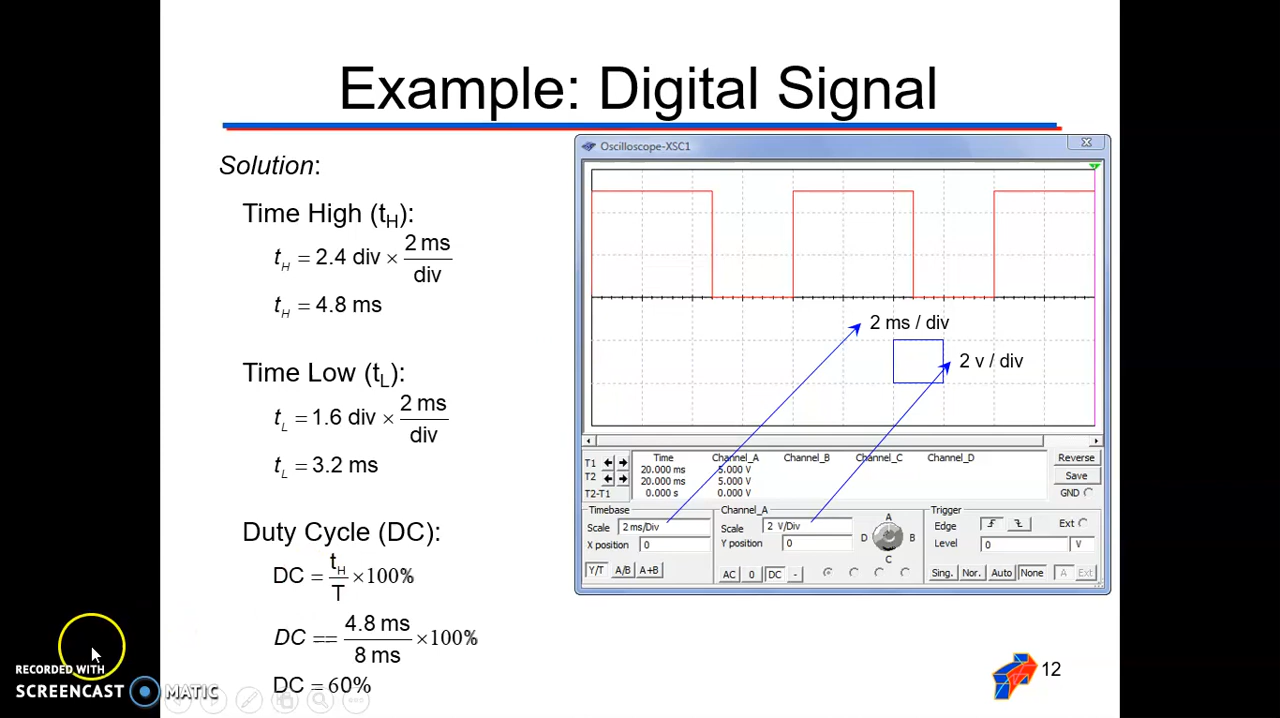 Example: Digital Signal
Solution:
Time High (tH):
tH = 2.4 div × 2 ms / div
tH = 4.8 ms
Time Low (tL):
tL = 1.6 div × 2 ms / div
tL = 3.2 ms
Duty Cycle (DC):
DC = tH / T ×100%
DC == 4.8 ms / 8 ms ×100%
DC = 60%
Oscilloscope-XSC1
2 ms / div
2 v / div
T1
T2
T2-T1
Time Channel_A Channel_B Channel_C Channel_D
20.000 ms 5.000 V
20.000 ms 5.000 V
0.000 s 0.000 V
Reverse
Save
GND
Timebase
Scale 2 ms/Div
X position 0
Y/T A/B A+B
Channel_A
Scale 2 V/Div
Y position 0
AC 0 DC -
A
D B
C
Trigger
Edge Ext
Level 0 V
Sing. Nor. Auto None A Ext
12
RECORDED WITH
SCREENCAST MATIC